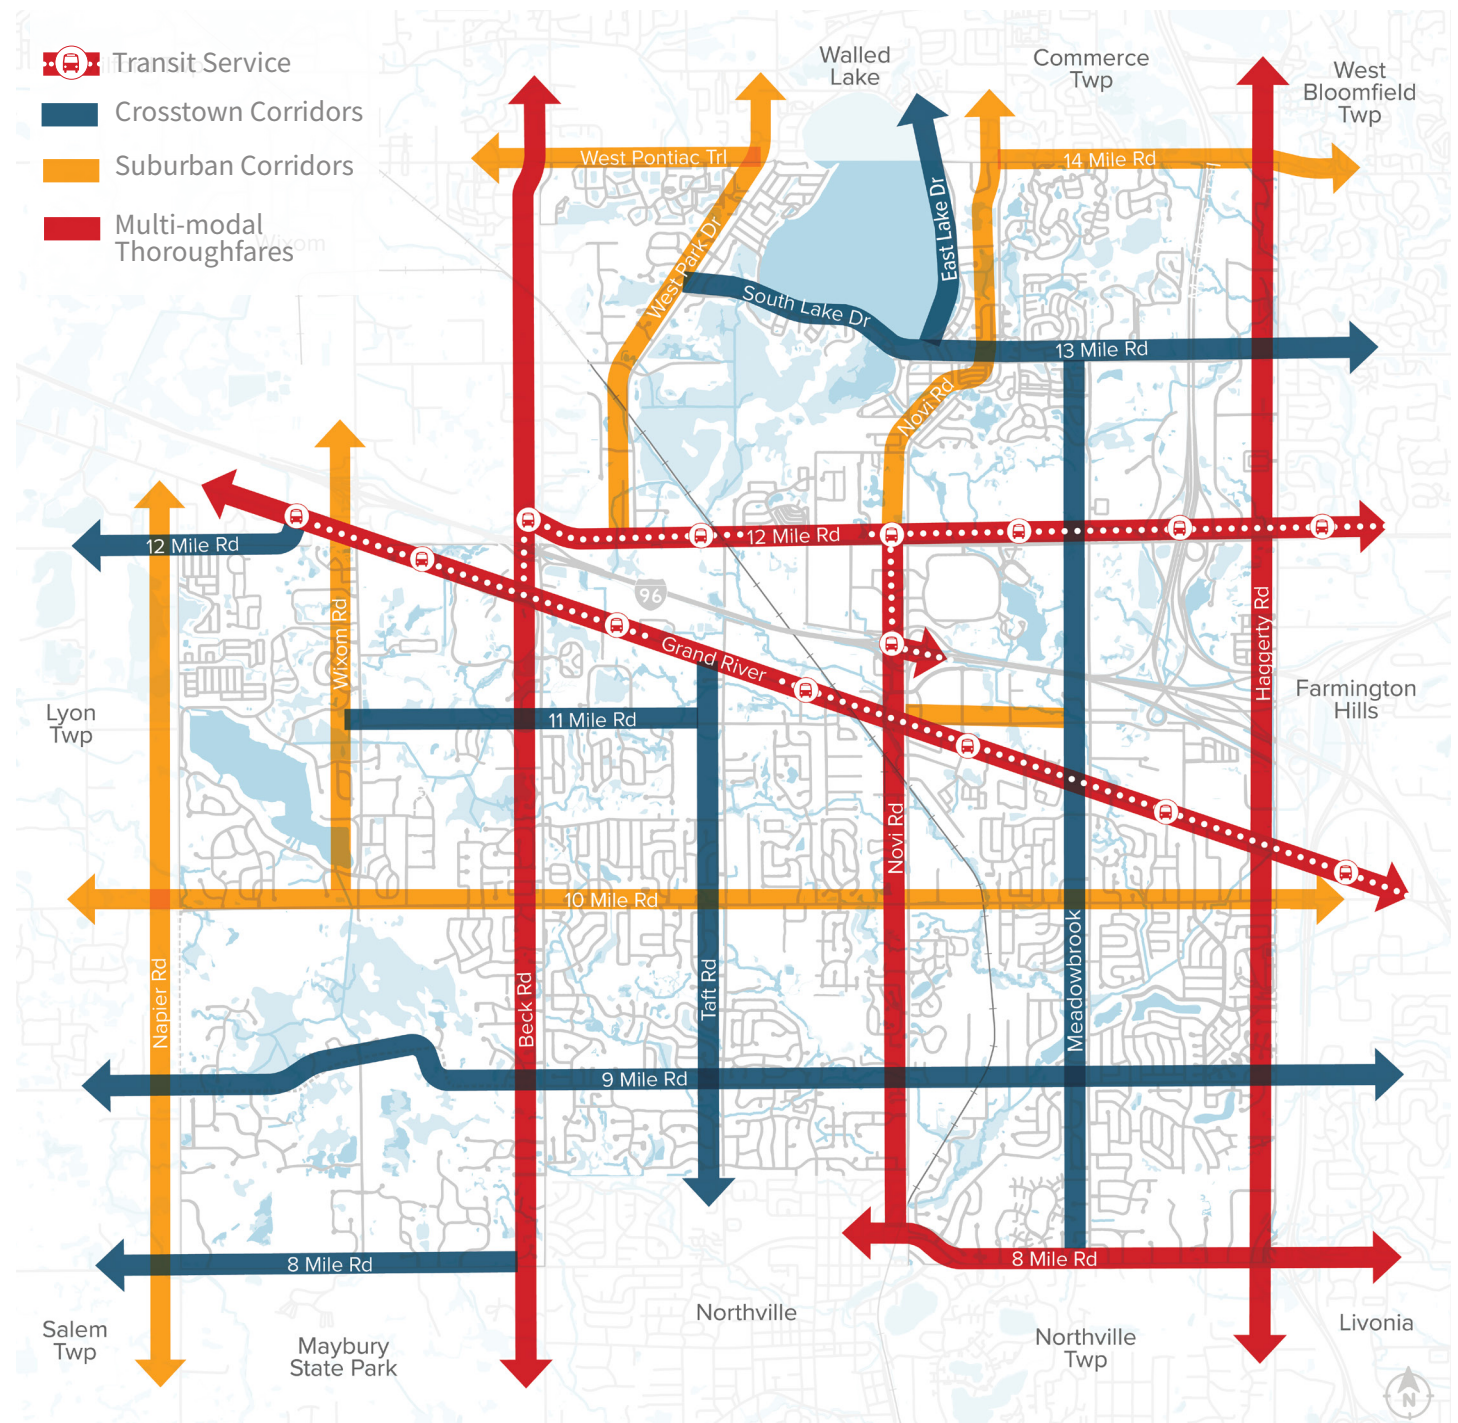 Transit Service
Crosstown Corridors
Suburban Corridors
Multi-modal
Thoroughfares
Wixom
Walled
Lake
Commerce
Twp
West
Bloomfield
Twp
West Pontiac Trl
14 Mile Rd
West Park Dr
East Lake Dr
South Lake Dr
13 Mile Rd
Novi Rd
12 Mile Rd
12 Mile Rd
96
Wixom Rd
Grand River
Haggerty Rd
Farmington
Hills
Lyon
Twp
11 Mile Rd
Novi Rd
10 Mile Rd
Napier Rd
Beck Rd
Taft Rd
Meadowbrook
9 Mile Rd
8 Mile Rd
8 Mile Rd
Northville
Salem
Twp
Maybury
State Park
Northville
Twp
Livonia
N